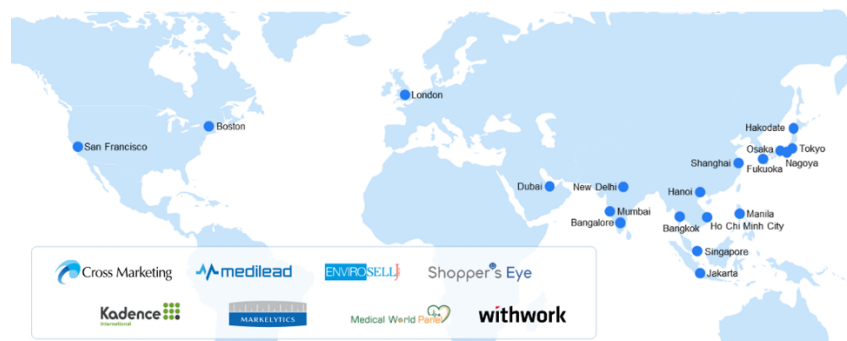 London
Boston
San Francisco
Hakodate
Osaka
Tokyo
Nagoya
Fukuoka
Shanghai
Dubai
New Delhi
Hanoi
Mumbai
Bangalore
Manila
Bangkok
Ho Chi Minh City
Singapore
Jakarta
Cross Marketing
medilead
ENVIROSELL
Shopper's Eye
Kadence
International
MARKELYTICS
Medical World Panel
withwork